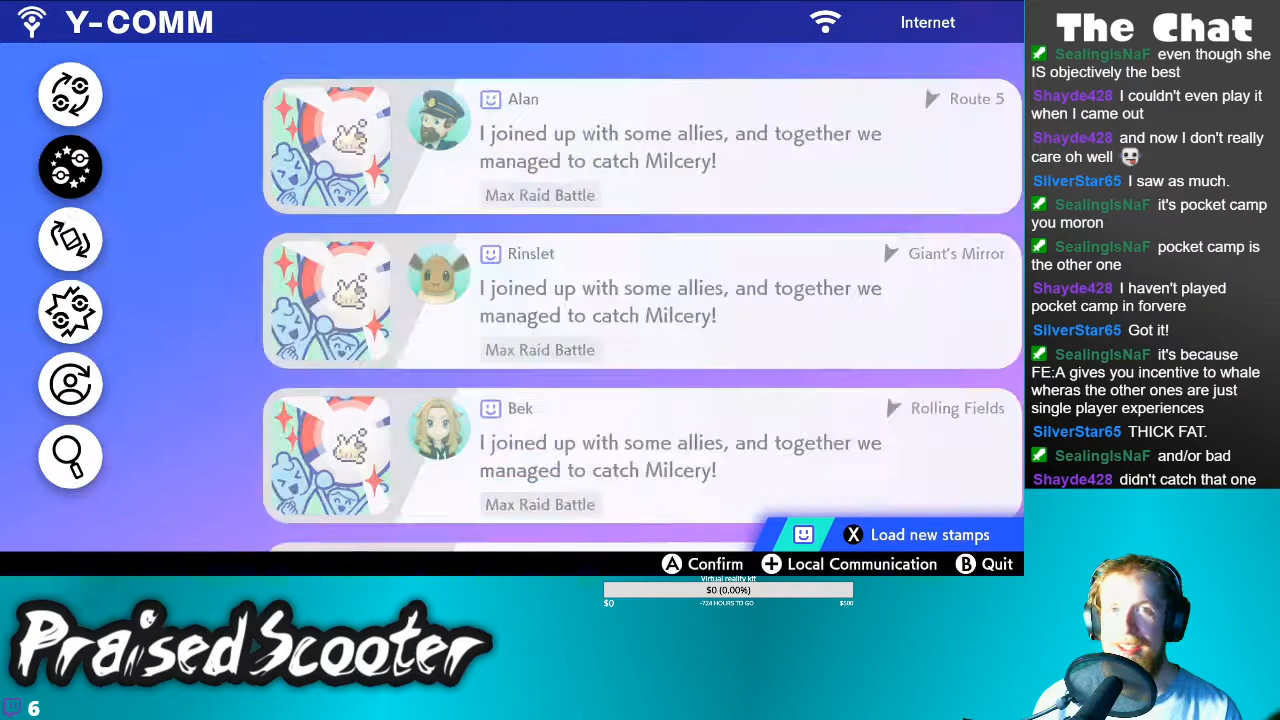 Y-COMM
Internet
Alan
Route 5
I joined up with some allies, and together we
managed to catch Milcery!
Max Raid Battle
Rinslet
Giant's Mirror
I joined up with some allies, and together we
managed to catch Milcery!
Max Raid Battle
Bek
Rolling Fields
I joined up with some allies, and together we
managed to catch Milcery!
Max Raid Battle
X Load new stamps
A Confirm
+ Local Communication
B Quit
The Chat
SealingIsNaF even though she
IS objectively the best
Shayde428 I couldn't even play it
when I came out
Shayde428 and now I don't really
care oh well
SilverStar65 I saw as much.
SealingIsNaF it's pocket camp
you moron
SealingIsNaF pocket camp is
the other one
Shayde428 I haven't played
pocket camp in forvere
SilverStar65 Got it!
SealingIsNaF it's because
FE:A gives you incentive to whale
wheras the other ones are just
single player experiences
SilverStar65 THICK FAT.
SealingIsNaF and/or bad
Shayde428 didn't catch that one
Virtual reality kit
$0 (0.00%)
$0
-724 HOURS TO GO
$500
PraisedScooter
6